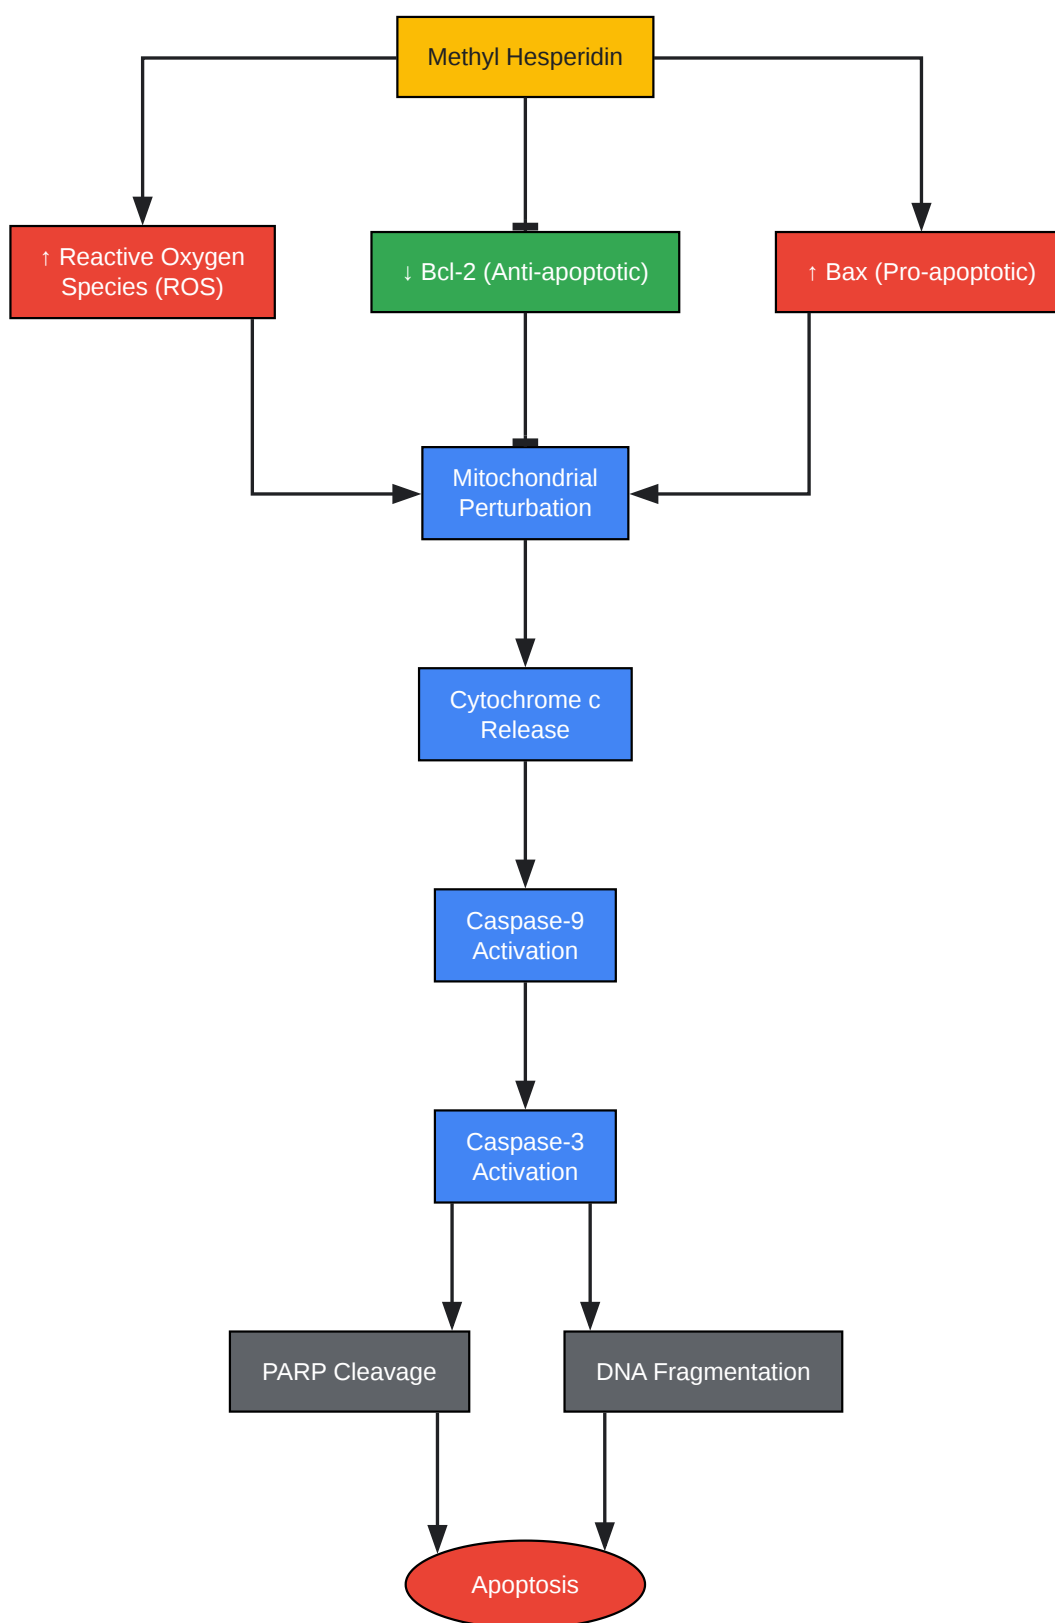 Methyl Hesperidin
↑ Reactive Oxygen
Species (ROS)
↓ Bcl-2 (Anti-apoptotic)
↑ Bax (Pro-apoptotic)
Mitochondrial
Perturbation
Cytochrome c
Release
Caspase-9
Activation
Caspase-3
Activation
PARP Cleavage
DNA Fragmentation
Apoptosis